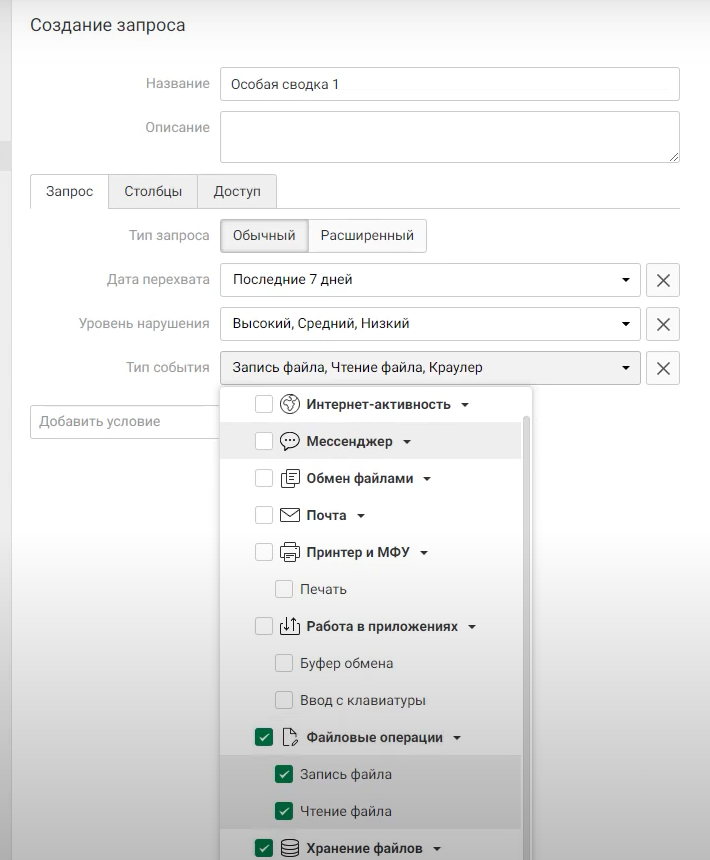 Создание запроса
Название Особая сводка 1
Описание
Запрос Столбцы Доступ
Тип запроса Обычный Расширенный
Дата перехвата Последние 7 дней
Уровень нарушения Высокий, Средний, Низкий
Тип события Запись файла, Чтение файла, Краулер
Интернет-активность
Добавить условие
Мессенджер
Обмен файлами
Почта
Принтер и МФУ
Печать
Работа в приложениях
Буфер обмена
Ввод с клавиатуры
Файловые операции
Запись файла
Чтение файла
Хранение файлов